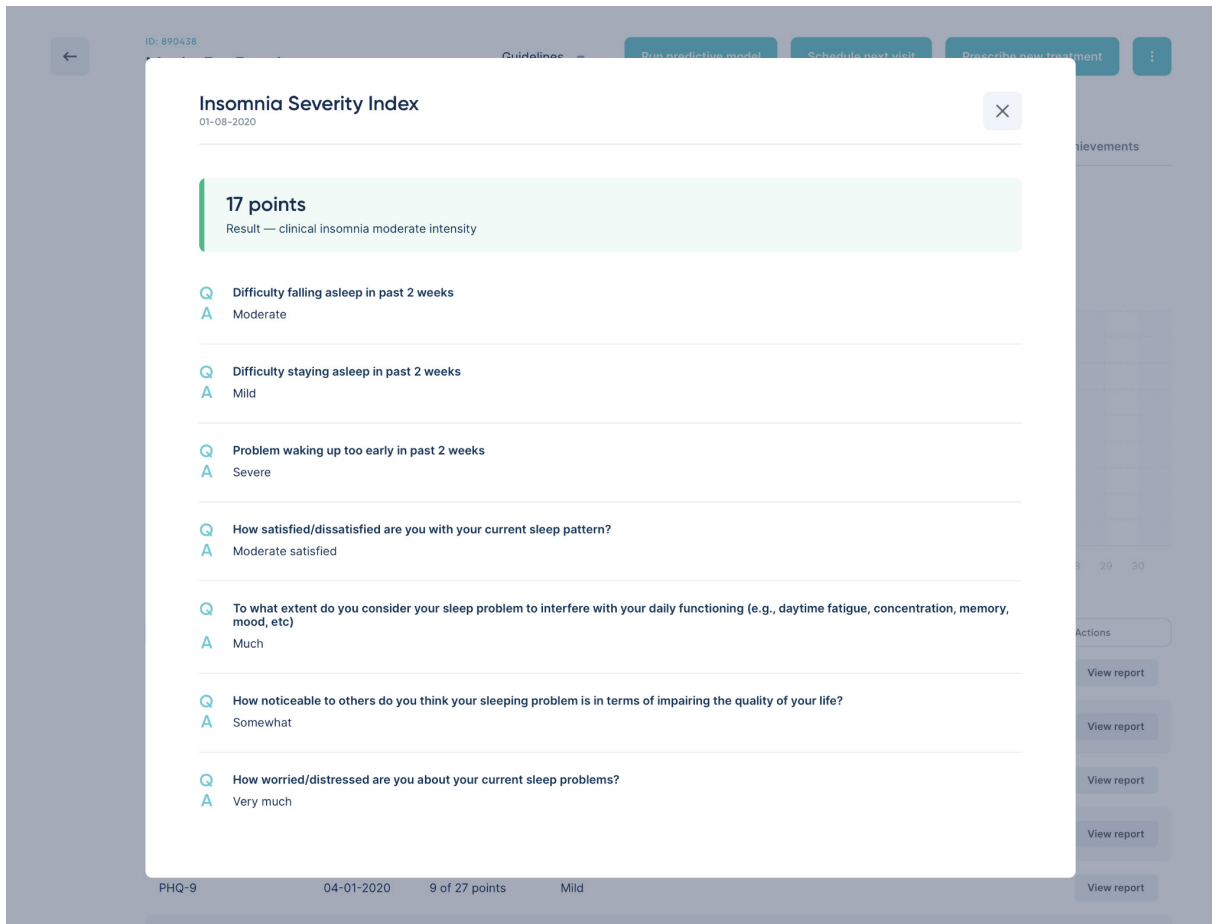 ID: 890438
Guidelines
Run predictive model
Schedule next visit
Prescribe new treatment
Insomnia Severity Index
01-08-2020
hievements
17 points
Result — clinical insomnia moderate intensity
Q Difficulty falling asleep in past 2 weeks
A Moderate
Q Difficulty staying asleep in past 2 weeks
A Mild
Q Problem waking up too early in past 2 weeks
A Severe
Q How satisfied/dissatisfied are you with your current sleep pattern?
A Moderate satisfied
29 30
Q To what extent do you consider your sleep problem to interfere with your daily functioning (e.g., daytime fatigue, concentration, memory,
mood, etc)
A Much
Actions
View report
Q How noticeable to others do you think your sleeping problem is in terms of impairing the quality of your life?
A Somewhat
View report
Q How worried/distressed are you about your current sleep problems?
A Very much
View report
View report
PHQ-9 04-01-2020 9 of 27 points Mild View report